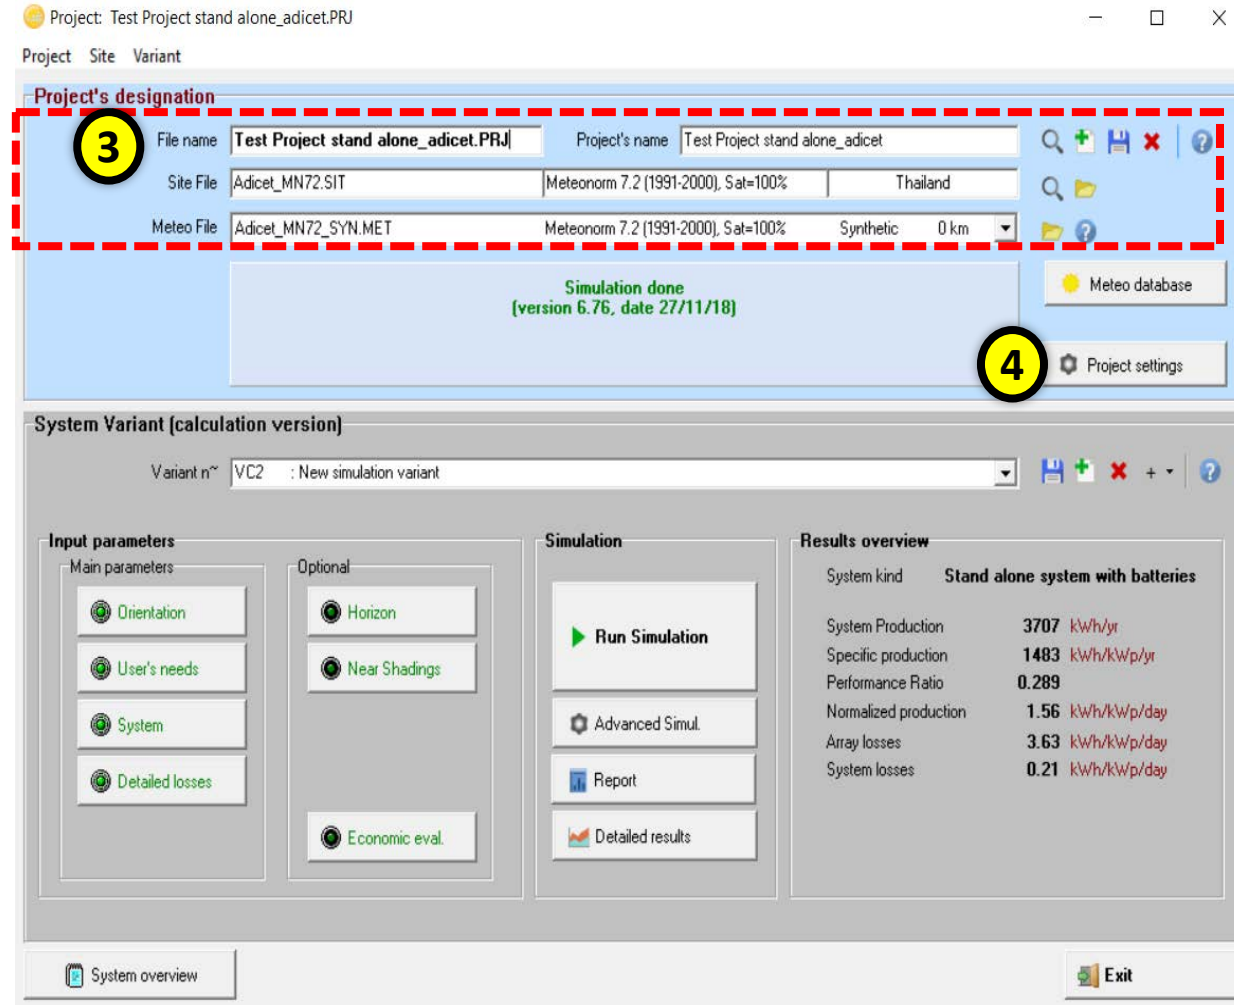 Project: Test Project stand alone_adicet.PRJ
Project Site Variant
Project's designation
3
File name Test Project stand alone_adicet.PRJ Project's name Test Project stand alone_adicet
Site File Adicet_MN72.SIT Meteonorm 7.2 (1991-2000), Sat=100% Thailand
Meteo File Adicet_MN72_SYN.MET Meteonorm 7.2 (1991-2000), Sat=100% Synthetic 0 km
Simulation done
(version 6.76, date 27/11/18)
Meteo database
4 Project settings
System Variant (calculation version)
Variant n~ VC2 : New simulation variant
Input parameters
Main parameters
Orientation
User's needs
System
Detailed losses
Optional
Horizon
Near Shadings
Economic eval.
Simulation
Run Simulation
Advanced Simul.
Report
Detailed results
Results overview
System kind Stand alone system with batteries
System Production 3707 kWh/yr
Specific production 1483 kWh/kWp/yr
Performance Ratio 0.289
Normalized production 1.56 kWh/kWp/day
Array losses 3.63 kWh/kWp/day
System losses 0.21 kWh/kWp/day
System overview
Exit